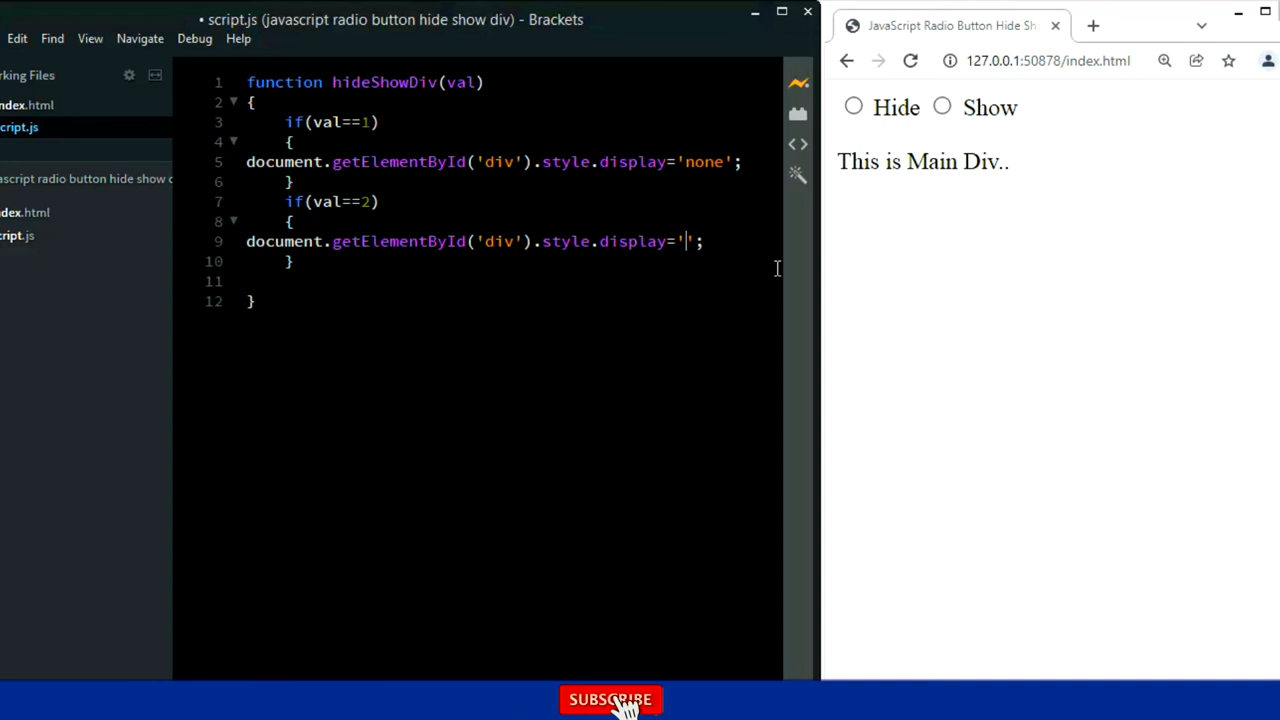 • script.js (javascript radio button hide show div) - Brackets
Edit Find View Navigate Debug Help
rking Files
ndex.html
cript.js
ascript radio button hide show c
dex.html
cript.js
1 function hideShowDiv(val)
2 {
3 if(val==1)
4 {
5 document.getElementById('div').style.display='none';
6 }
7 if(val==2)
8 {
9 document.getElementById('div').style.display='';
10 }
11
12 }
JavaScript Radio Button Hide Sh
127.0.0.1:50878/index.html
Hide Show
This is Main Div..
SUBSCRIBE